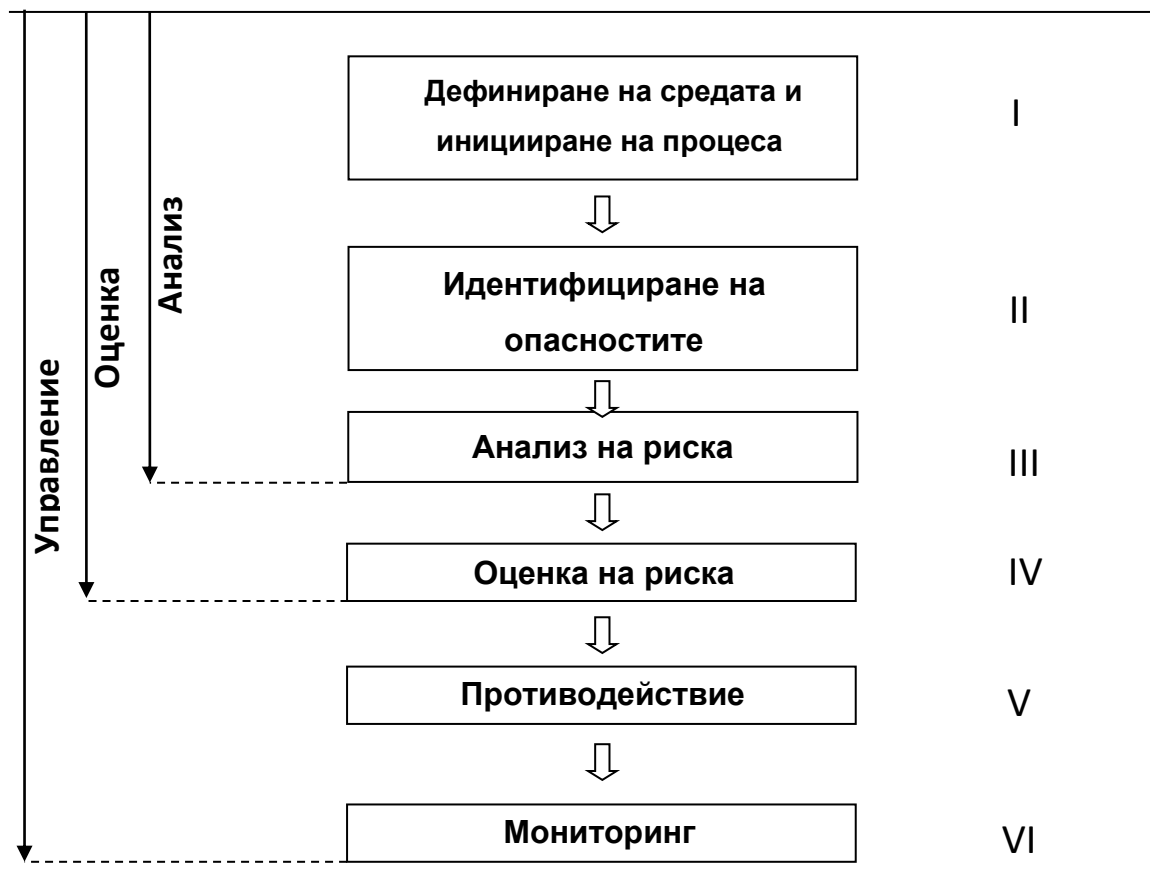 Дефиниране на средата и
иницииране на процеса
I
Идентифициране на
опасностите
II
Анализ на риска
III
Оценка на риска
IV
Противодействие
V
Мониторинг
VI
Управление
Оценка
Анализ